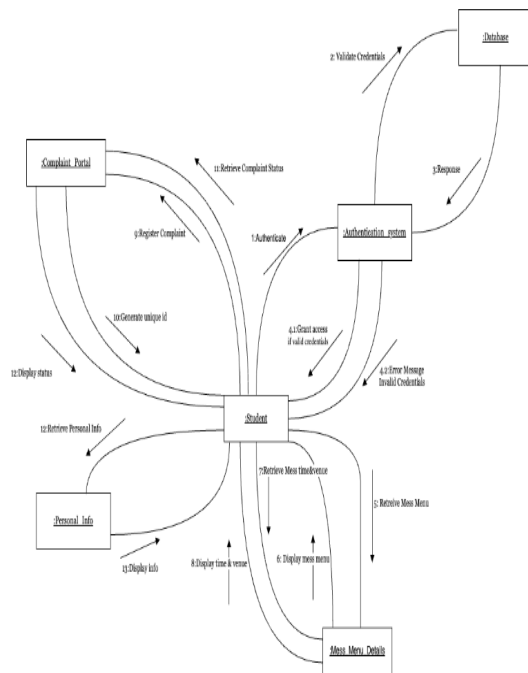 :Database
2: Validate Credentials
3:Response
:Complaint_Portal
11:Retrieve Complaint Status
9:Register Complaint
:Authentication_system
1:Authenticate
10:Generate unique id
12:Display status
4.1:Grant access
if valid credentials
4.2:Error Message
Invalid Credentials
:Student
12:Retrieve Personal Info
7:Retrieve Mess time&venue
5: Retreive Mess Menu
:Personal_Info
13:Display info
8:Display time & venue
6: Display mess menu
:Mess_Menu_Details